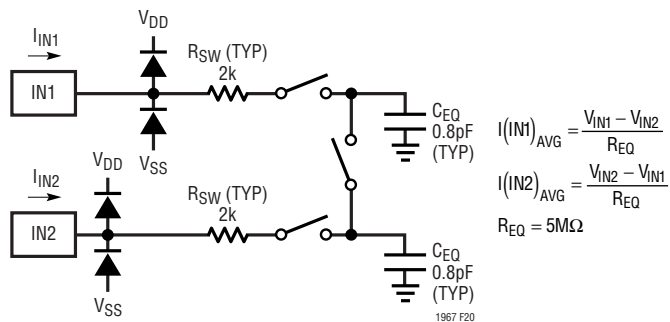 V_DD
I_IN1
R_SW (TYP)
2k
IN1
C_EQ
0.8pF
(TYP)
V_SS
V_DD
I_IN2
R_SW (TYP)
2k
IN2
C_EQ
0.8pF
(TYP)
V_SS
1967 F20
I(IN1)_AVG = (V_IN1 – V_IN2) / R_EQ
I(IN2)_AVG = (V_IN2 – V_IN1) / R_EQ
R_EQ = 5MΩ